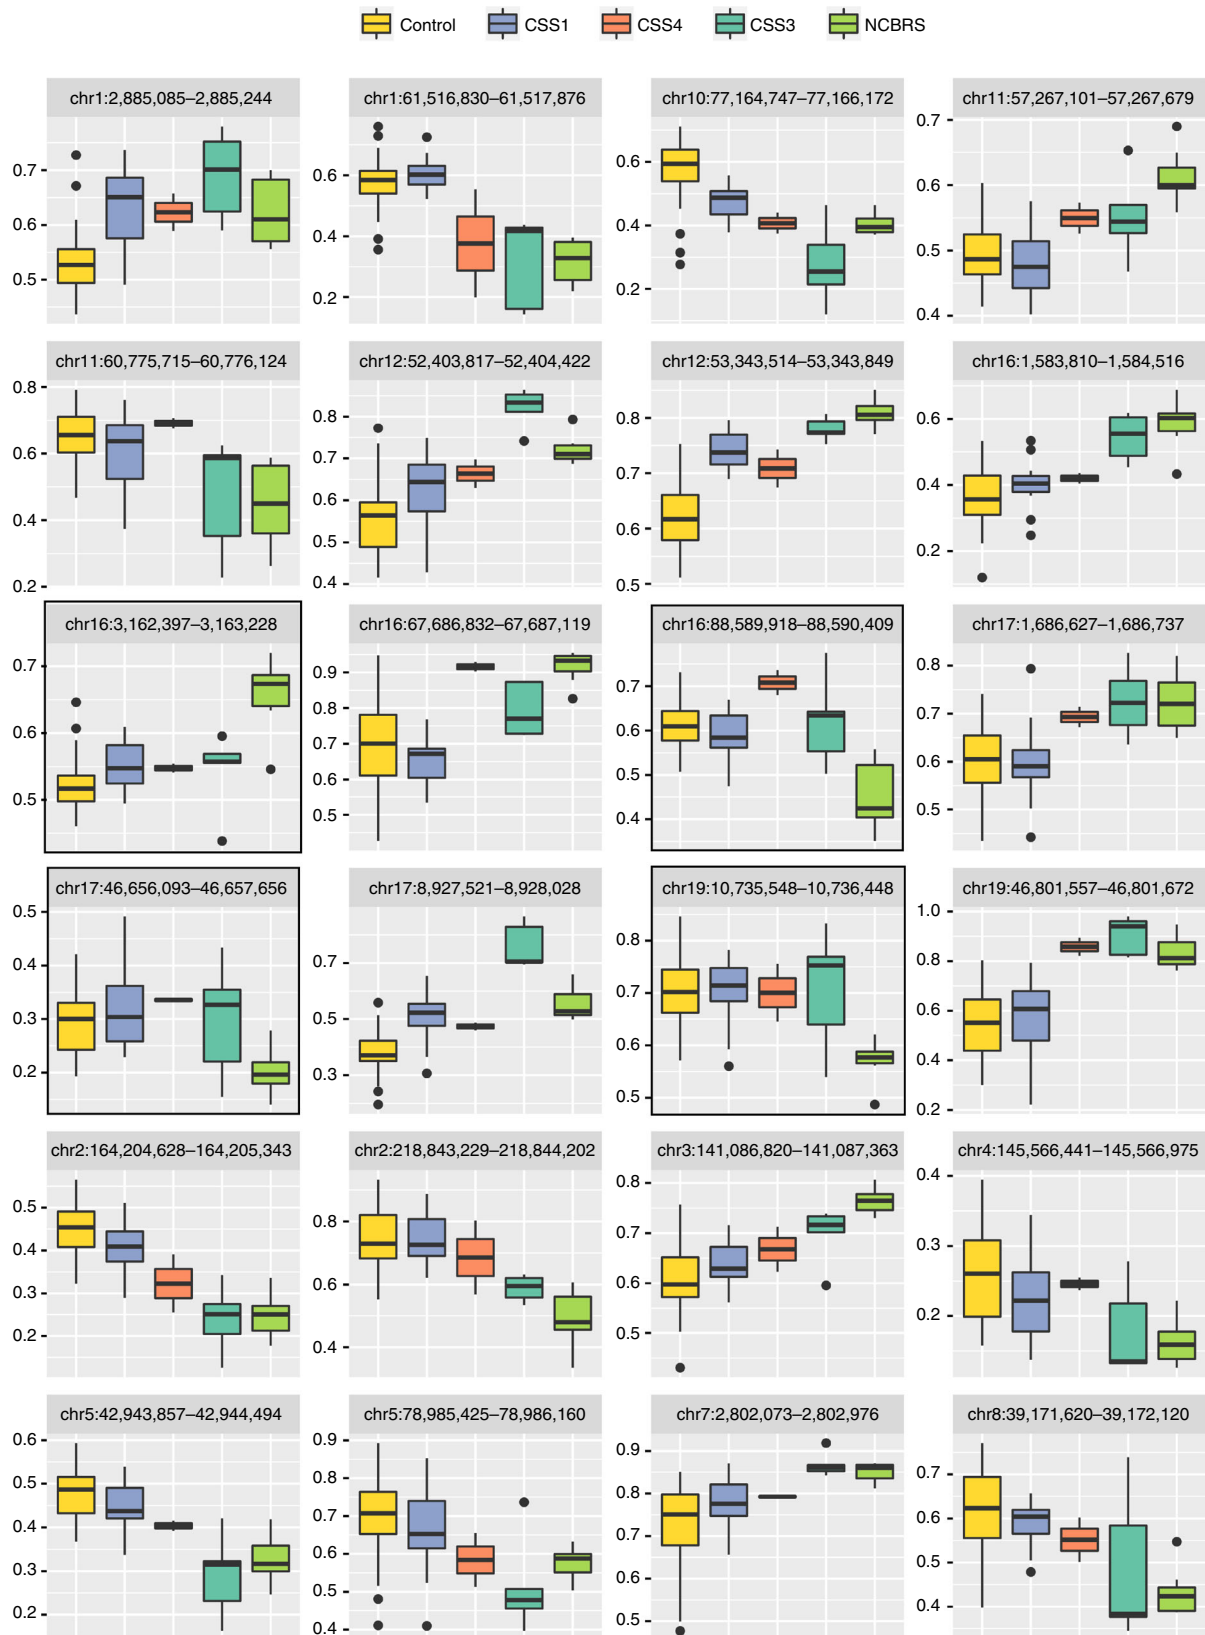 Control CSS1 CSS4 CSS3 NCBRS
chr1:2,885,085–2,885,244 chr1:61,516,830–61,517,876 chr10:77,164,747–77,166,172 chr11:57,267,101–57,267,679
0.7 0.6 0.5
0.6 0.4 0.2
0.6 0.4 0.2
0.7 0.6 0.5 0.4
chr11:60,775,715–60,776,124 chr12:52,403,817–52,404,422 chr12:53,343,514–53,343,849 chr16:1,583,810–1,584,516
0.8 0.6 0.4 0.2
0.8 0.7 0.6 0.5 0.4
0.8 0.7 0.6 0.5
0.6 0.4 0.2
chr16:3,162,397–3,163,228 chr16:67,686,832–67,687,119 chr16:88,589,918–88,590,409 chr17:1,686,627–1,686,737
0.7 0.6 0.5
0.9 0.8 0.7 0.6 0.5
0.7 0.6 0.5 0.4
0.8 0.7 0.6 0.5
chr17:46,656,093–46,657,656 chr17:8,927,521–8,928,028 chr19:10,735,548–10,736,448 chr19:46,801,557–46,801,672
0.5 0.3 0.2
0.7 0.5 0.3
0.8 0.7 0.6 0.5
1.0 0.8 0.6 0.4 0.2
chr2:164,204,628–164,205,343 chr2:218,843,229–218,844,202 chr3:141,086,820–141,087,363 chr4:145,566,441–145,566,975
0.5 0.4 0.3 0.2
0.8 0.6 0.4
0.8 0.7 0.6 0.5
0.4 0.3 0.2
chr5:42,943,857–42,944,494 chr5:78,985,425–78,986,160 chr7:2,802,073–2,802,976 chr8:39,171,620–39,172,120
0.6 0.5 0.4 0.3 0.2
0.9 0.8 0.7 0.6 0.5 0.4
0.9 0.8 0.7 0.6 0.5
0.7 0.6 0.5 0.4